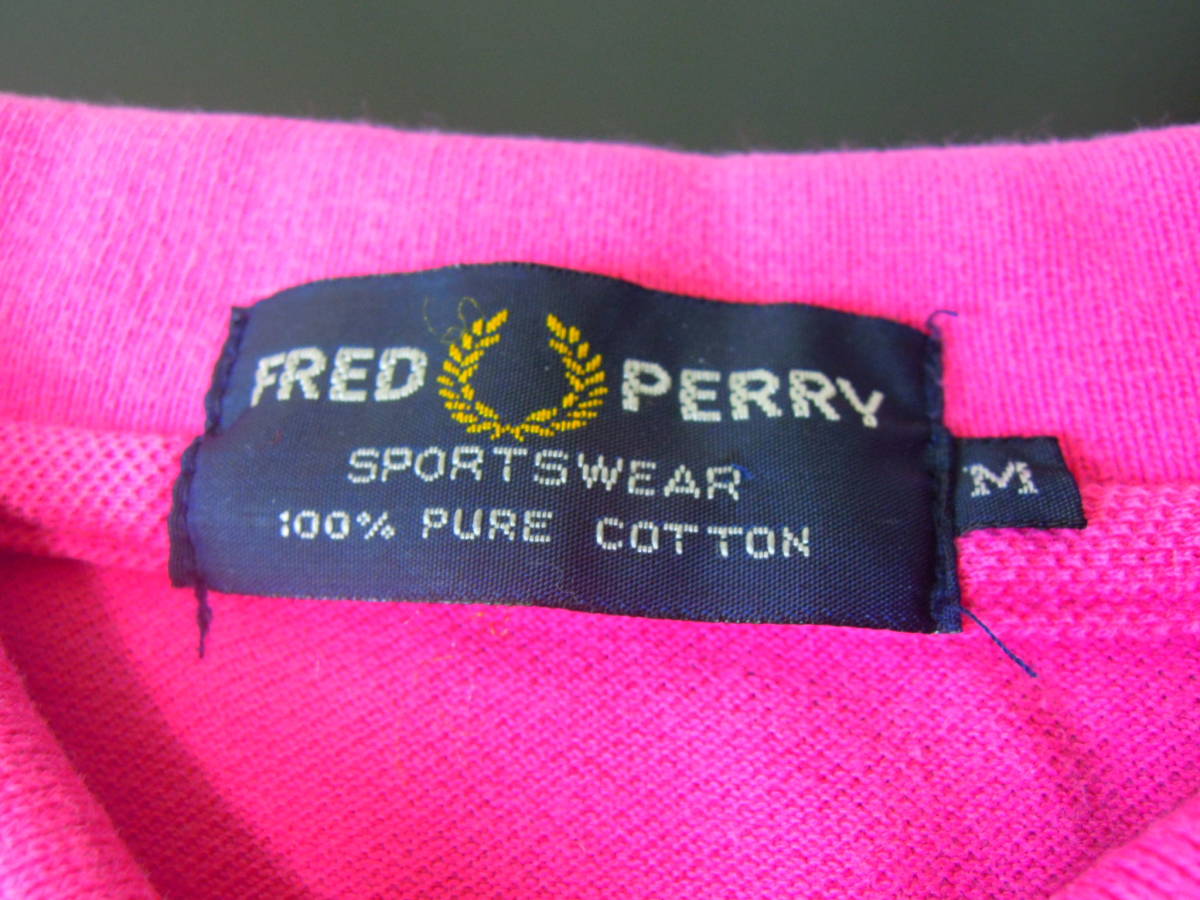 FRED PERRY
SPORTSWEAR
100% PURE COTTON
M